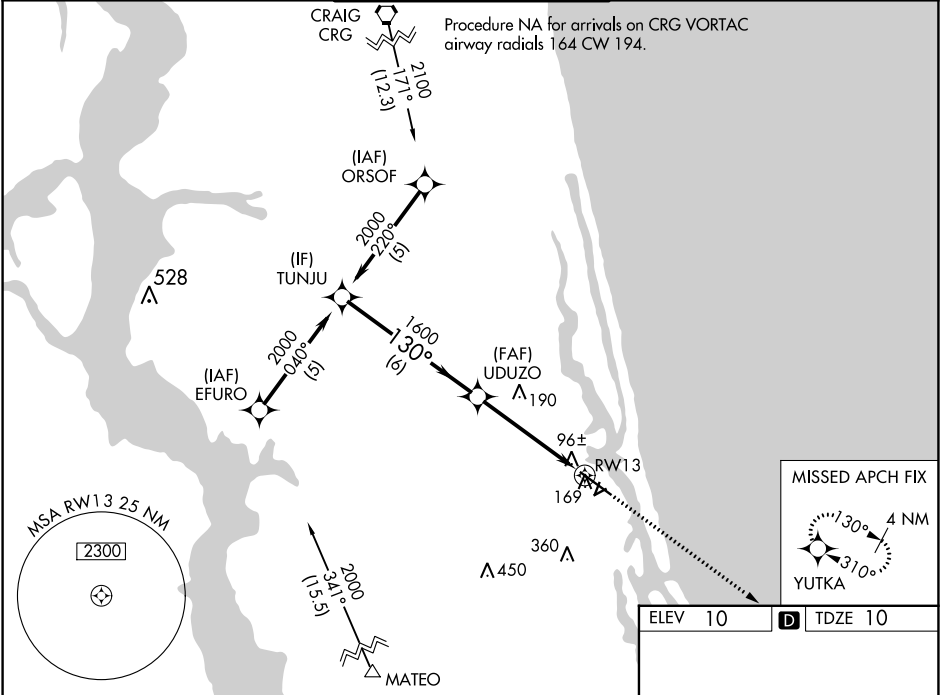 CRAIG
CRG
Procedure NA for arrivals on CRG VORTAC
airway radials 164 CW 194.
2100
171°
(12.3)
(IAF)
ORSOF
2000
220°
(5)
(IF)
TUNJU
528
1600
130°
(6)
2000
040°
(5)
(IAF)
EFURO
(FAF)
UDUZO
190
96±
RW13
169
MISSED APCH FIX
130°
4 NM
310°
YUTKA
MSA RW13 25 NM
2300
2000
341°
(15.5)
360
450
MATEO
ELEV 10
D
TDZE 10